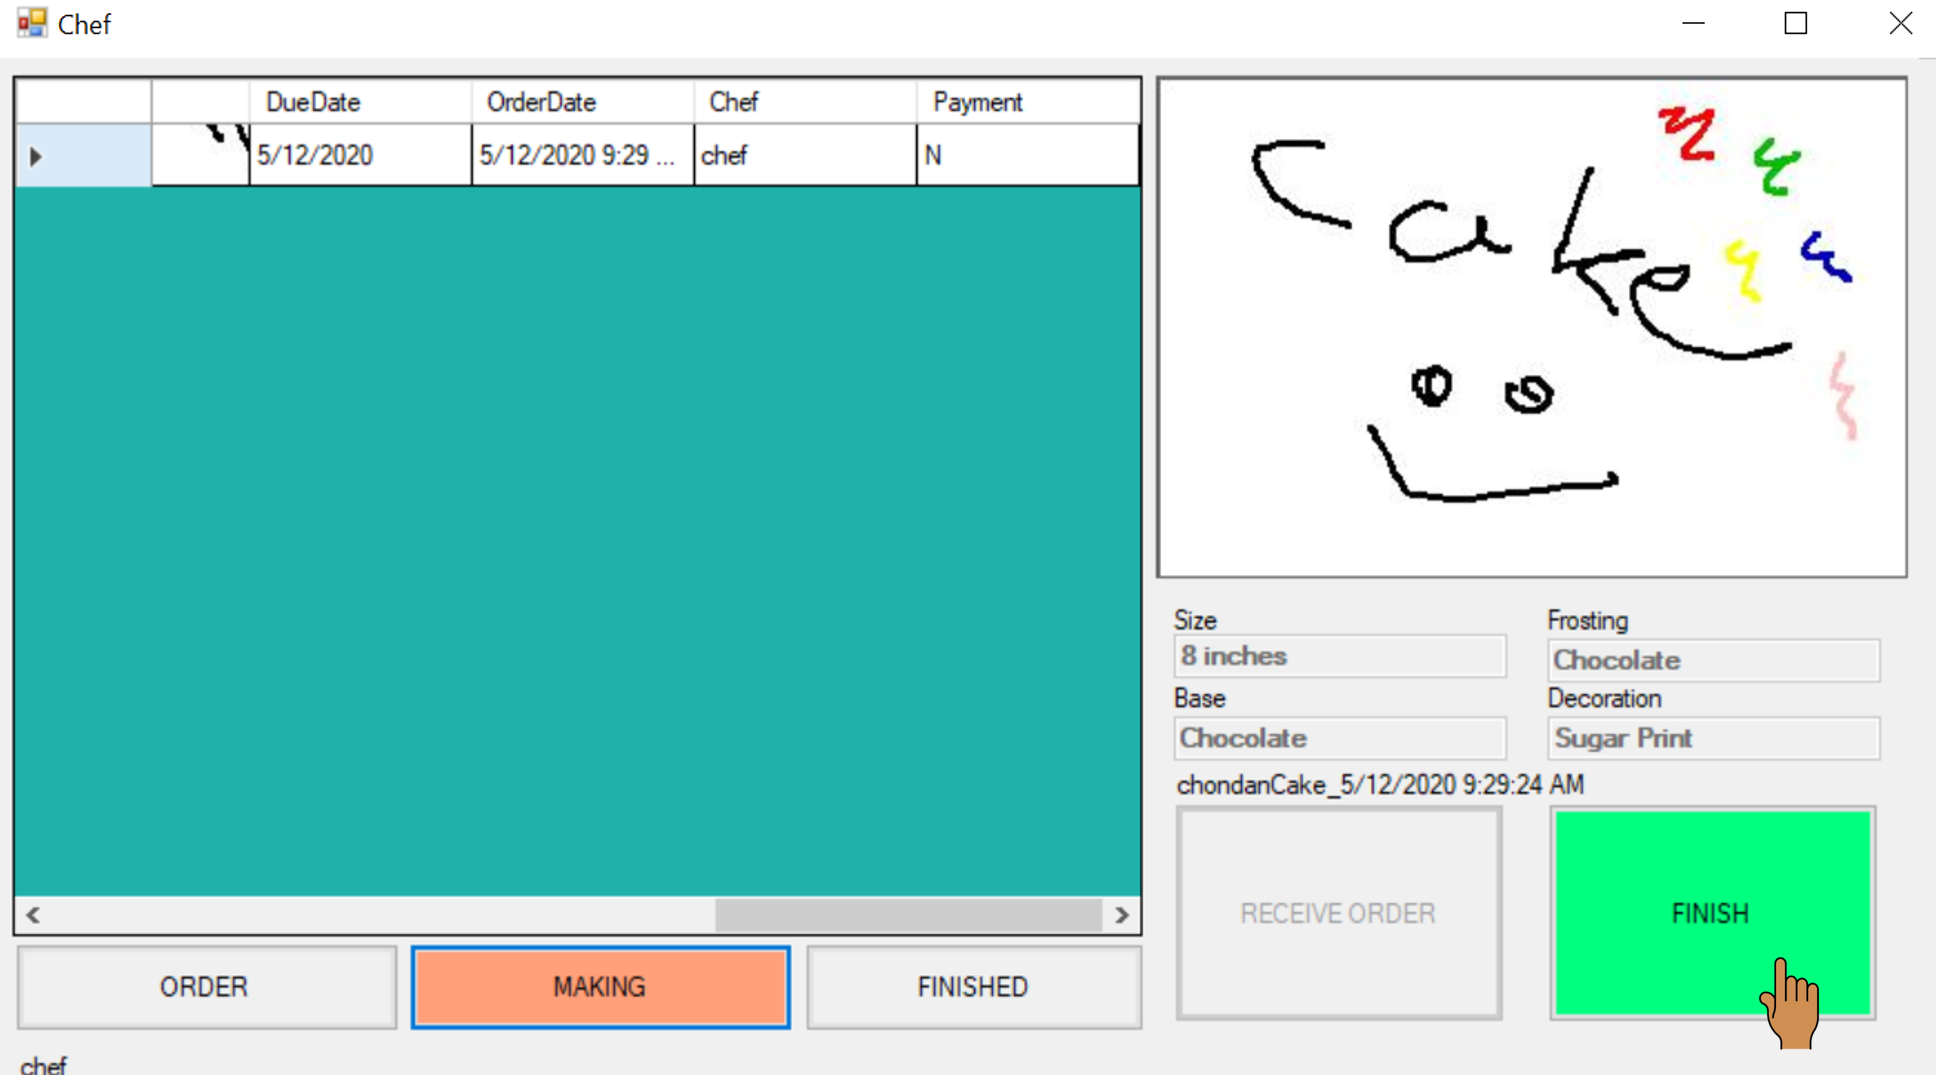 Chef
DueDate OrderDate Chef Payment
5/12/2020 5/12/2020 9:29 ... chef N
Cake
Size Frosting
8 inches Chocolate
Base Decoration
Chocolate Sugar Print
chondanCake_5/12/2020 9:29:24 AM
RECEIVE ORDER FINISH
ORDER MAKING FINISHED
chef